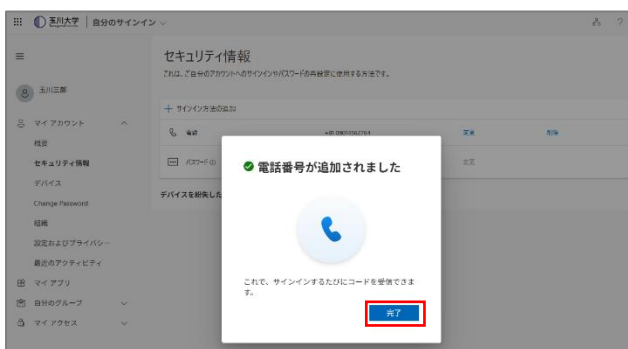 玉川大学 自分のサインイン
?
セキュリティ情報
これは、ご自分のアカウントへのサインインやパスワードの再設定に使用する方法です。
玉川三郎
+ サインイン方法の追加
マイ アカウント
電話 変更 削除
概要
パスワード 変更
セキュリティ情報
電話番号が追加されました
デバイス
デバイスを紛失した
Change Password
組織
設定およびプライバシー
最近のアクティビティ
マイ アプリ
これで、サインインするたびにコードを受信できま
す。
自分のグループ
完了
マイ アクセス